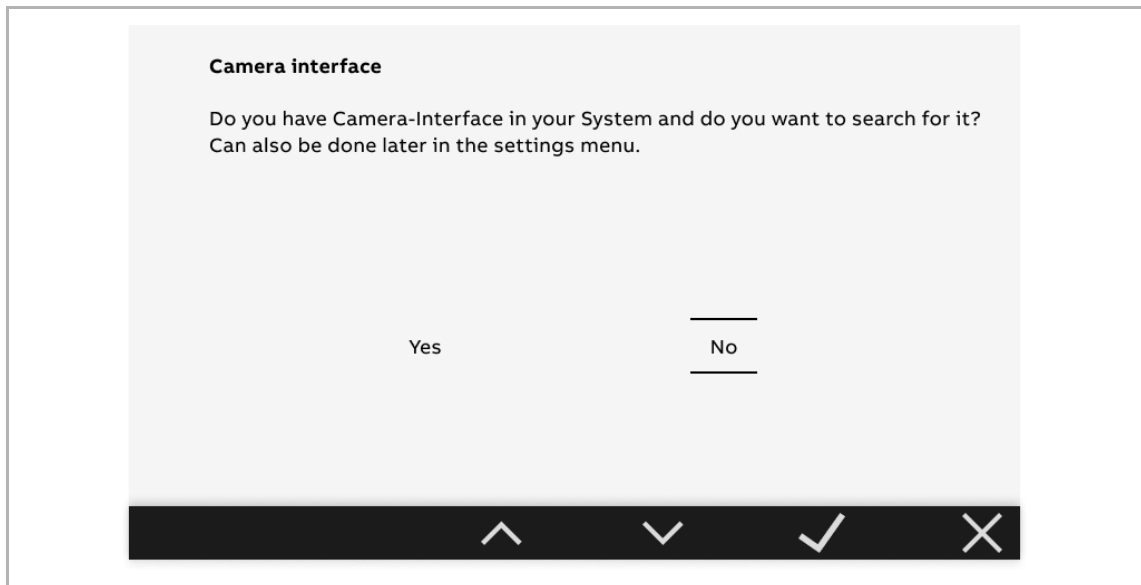 Camera interface
Do you have Camera-Interface in your System and do you want to search for it?
Can also be done later in the settings menu.
Yes No